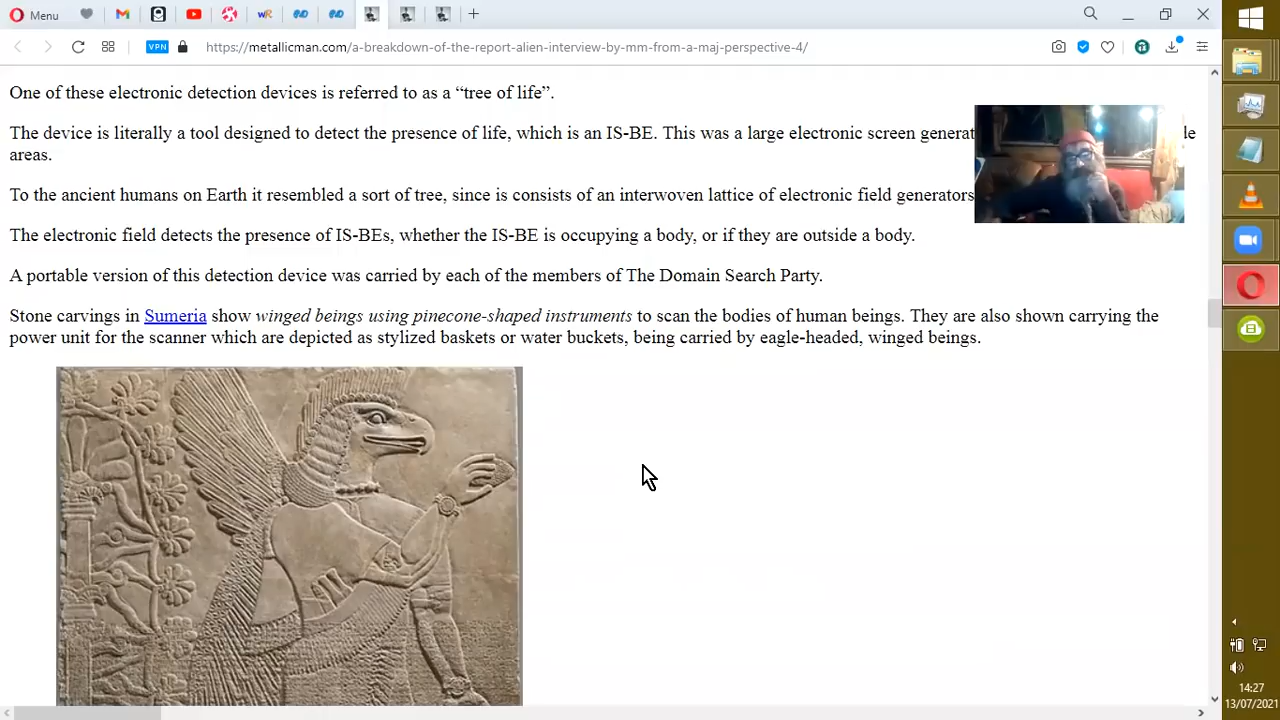 Menu
wR
VPN
https://metallicman.com/a-breakdown-of-the-report-alien-interview-by-mm-from-a-maj-perspective-4/
One of these electronic detection devices is referred to as a “tree of life”.
The device is literally a tool designed to detect the presence of life, which is an IS-BE. This was a large electronic screen generat
areas.
To the ancient humans on Earth it resembled a sort of tree, since is consists of an interwoven lattice of electronic field generators
The electronic field detects the presence of IS-BEs, whether the IS-BE is occupying a body, or if they are outside a body.
A portable version of this detection device was carried by each of the members of The Domain Search Party.
Stone carvings in Sumeria show winged beings using pinecone-shaped instruments to scan the bodies of human beings. They are also shown carrying the
power unit for the scanner which are depicted as stylized baskets or water buckets, being carried by eagle-headed, winged beings.
14:27
13/07/2021